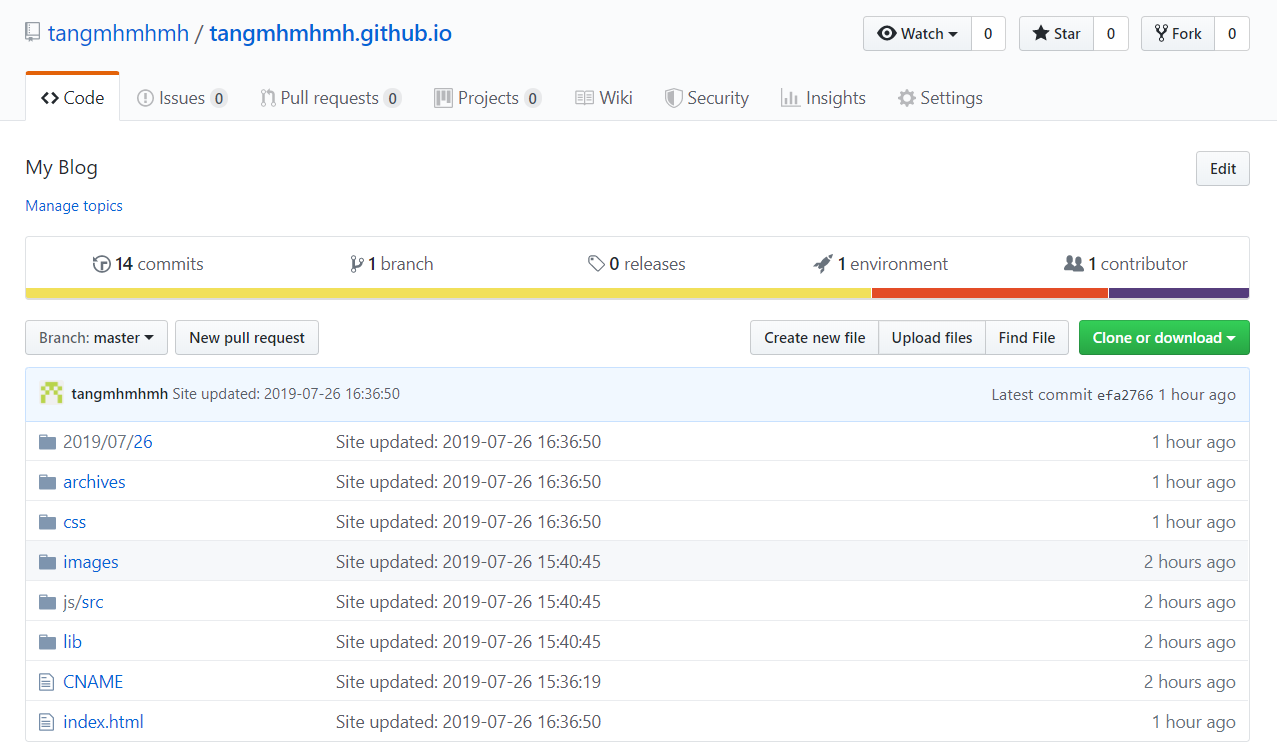 tangmhmhmh / tangmhmhmh.github.io Watch 0 Star 0 Fork 0
Code Issues 0 Pull requests 0 Projects 0 Wiki Security Insights Settings
My Blog Edit
Manage topics
14 commits 1 branch 0 releases 1 environment 1 contributor
Branch: master New pull request Create new file Upload files Find File Clone or download
tangmhmhmh Site updated: 2019-07-26 16:36:50 Latest commit efa2766 1 hour ago
2019/07/26 Site updated: 2019-07-26 16:36:50 1 hour ago
archives Site updated: 2019-07-26 16:36:50 1 hour ago
css Site updated: 2019-07-26 16:36:50 1 hour ago
images Site updated: 2019-07-26 15:40:45 2 hours ago
js/src Site updated: 2019-07-26 15:40:45 2 hours ago
lib Site updated: 2019-07-26 15:40:45 2 hours ago
CNAME Site updated: 2019-07-26 15:36:19 2 hours ago
index.html Site updated: 2019-07-26 16:36:50 1 hour ago